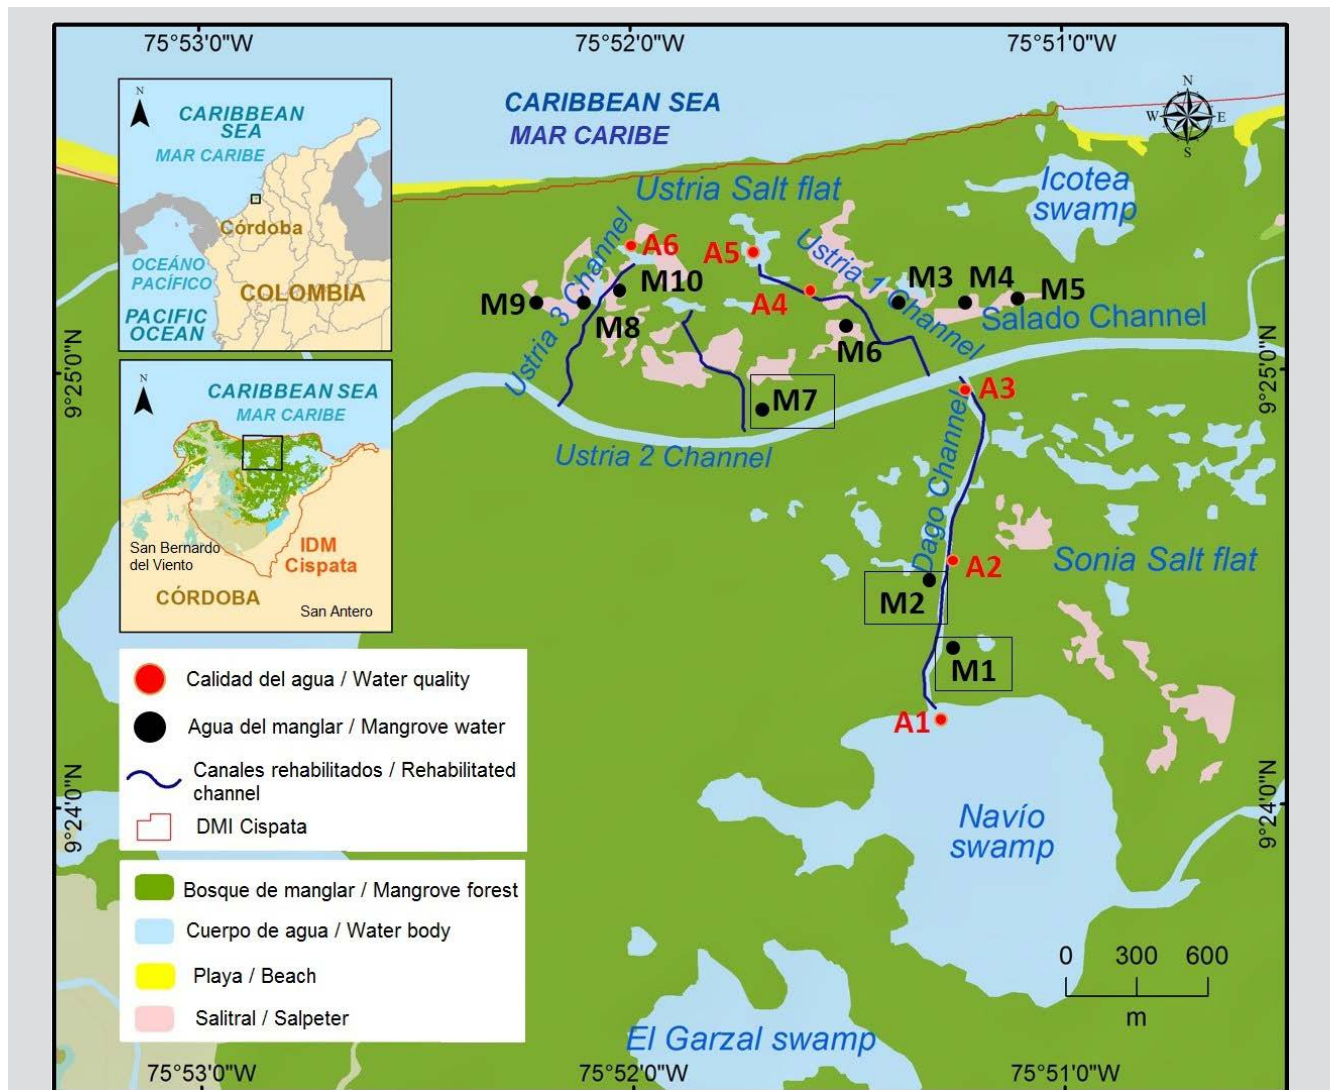 75°53'0"W
75°52'0"W
75°51'0"W
CARIBBEAN SEA
MAR CARIBE
N
W
E
S
N
CARIBBEAN
SEA
MAR CARIBE
Córdoba
OCEÁNO
PACÍFICO
COLOMBIA
PACIFIC
OCEAN
Ustria Salt flat
Icotea
swamp
A6
A5
A4
Ustria 1 Channel
Ustria 3 Channel
M3
M4
M5
M10
M9
M8
M6
Salado Channel
9°25'0"N
9°25'0"N
M7
A3
Ustria 2 Channel
Dago Channel
N
CARIBBEAN SEA
MAR CARIBE
San Bernardo
del Viento
IDM
Cispata
CÓRDOBA
San Antero
A2
Sonia Salt flat
M2
M1
A1
Calidad del agua / Water quality
Agua del manglar / Mangrove water
Canales rehabilitados / Rehabilitated
channel
DMI Cispata
9°24'0"N
9°24'0"N
Navío
swamp
Bosque de manglar / Mangrove forest
Cuerpo de agua / Water body
Playa / Beach
Salitral / Salpeter
0 300 600
m
El Garzal swamp
75°53'0"W
75°52'0"W
75°51'0"W